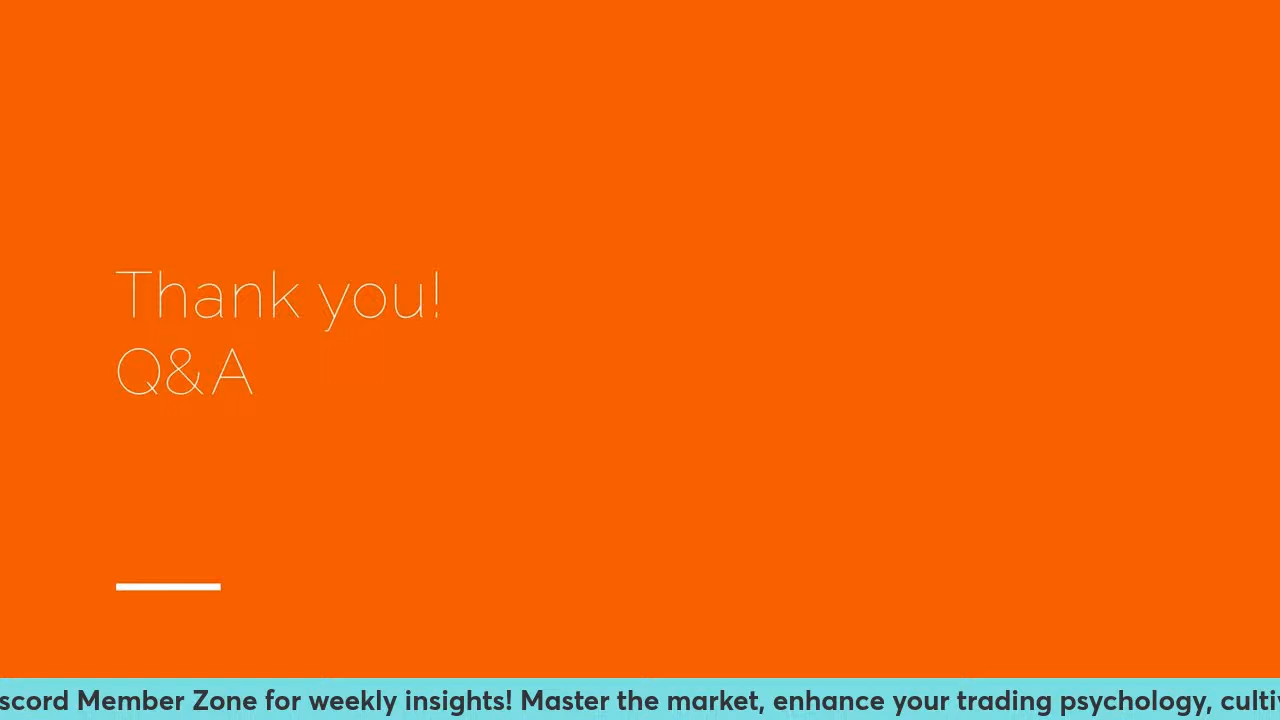 Thank you!
Q&A
scord Member Zone for weekly insights! Master the market, enhance your trading psychology, culti